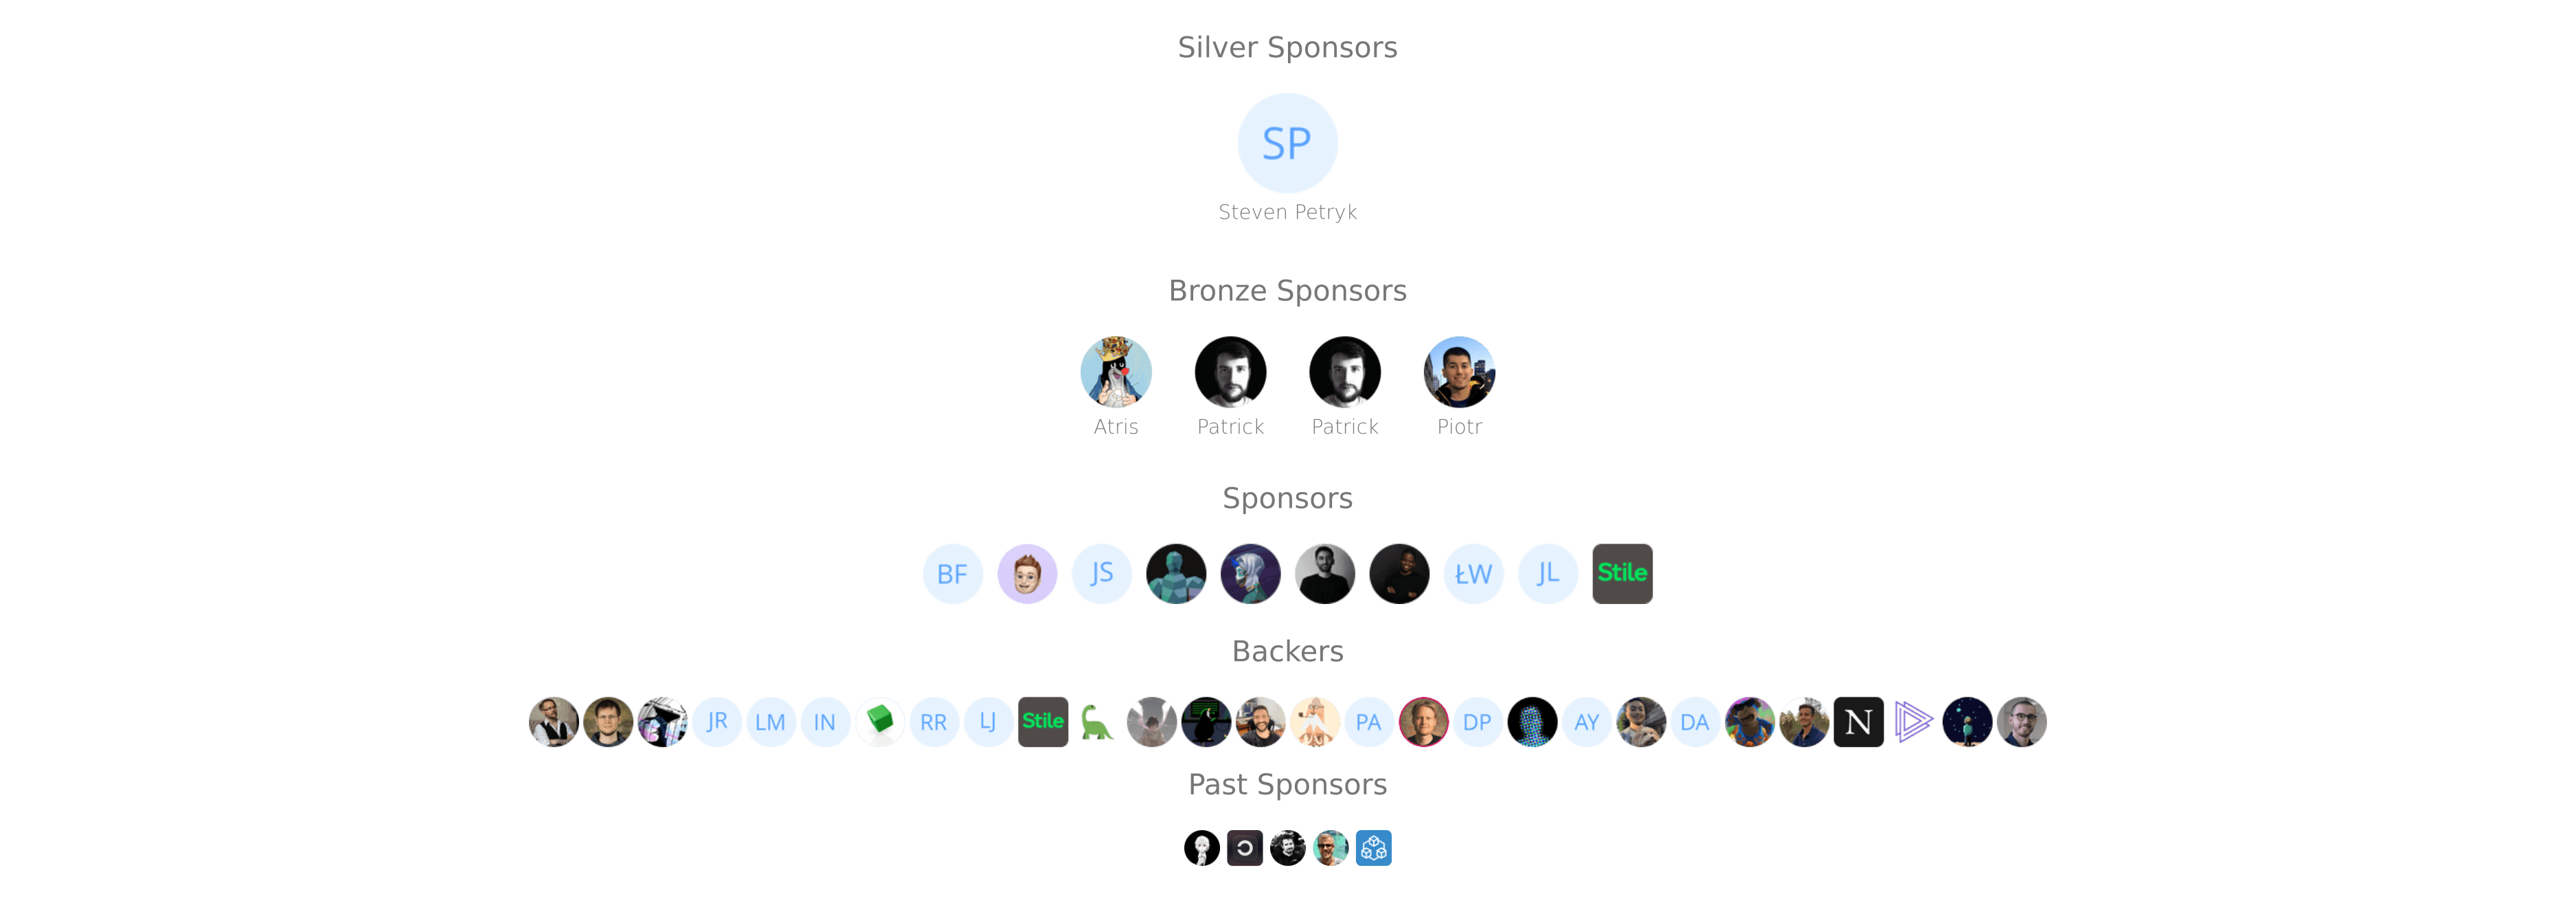 Silver Sponsors
SP
Steven Petryk
Bronze Sponsors
Atris Patrick Patrick Piotr
Sponsors
BF JS ŁW JL Stile
Backers
JR LM IN RR LJ Stile PA DP AY DA N
Past Sponsors